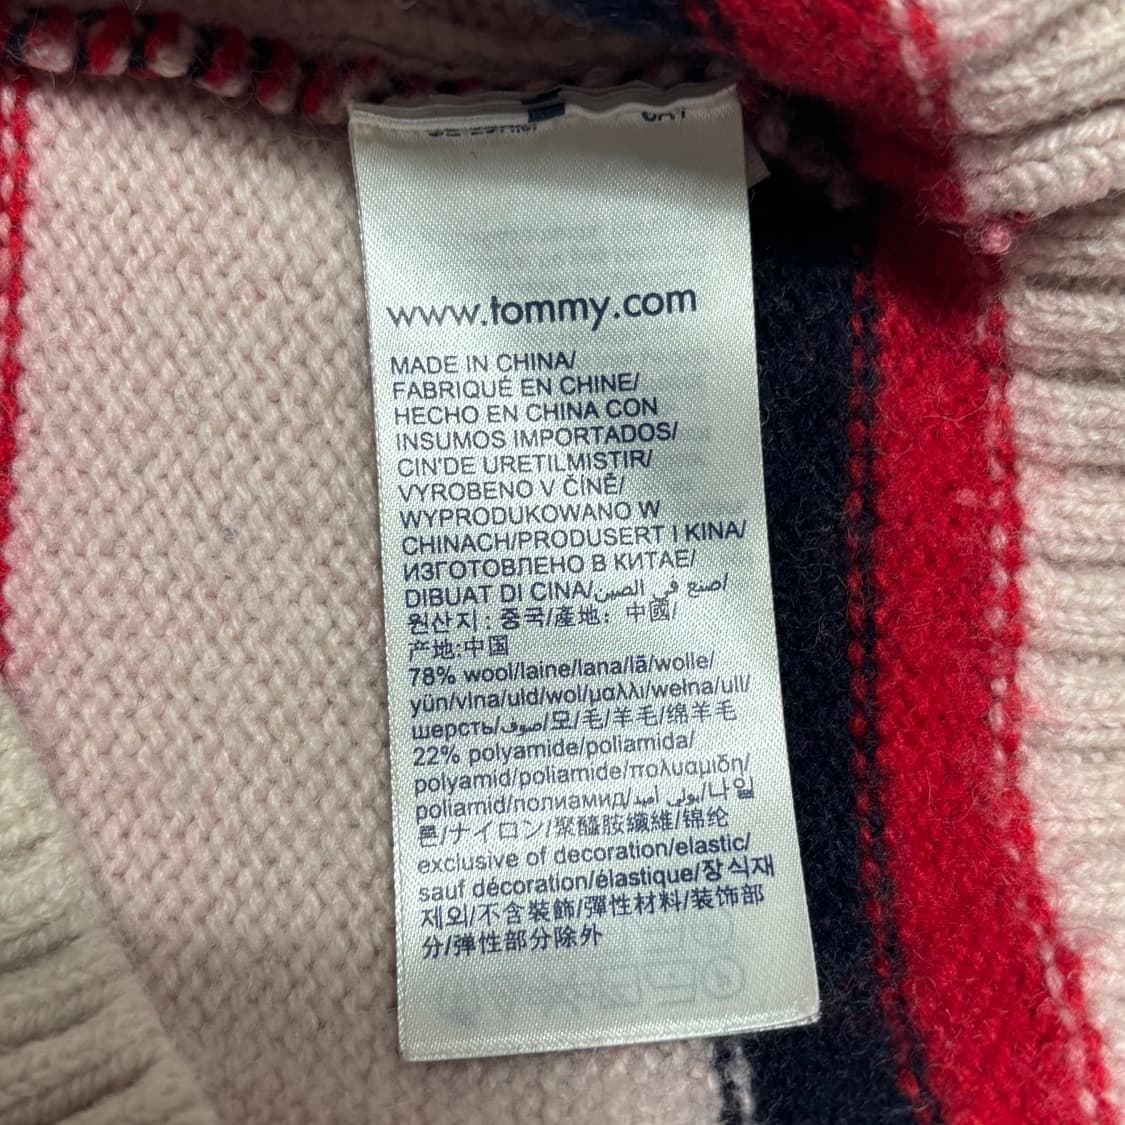 www.tommy.com
MADE IN CHINA/
FABRIQUÉ EN CHINE/
HECHO EN CHINA CON
INSUMOS IMPORTADOS/
CIN'DE URETILMISTIR/
VYROBENO V ČÍNĚ/
WYPRODUKOWANO W
CHINACH/PRODUSERT I KINA/
ИЗГОТОВЛЕНО В КИТАЕ/
DIBUAT DI CINA/صنع في الصين/
원산지: 중국/產地: 中國/
产地:中国
78% wool/laine/lana/lã/wolle/
yün/vlna/uld/wol/μαλλι/wełna/ull/
шерсть/صوف/모/毛/羊毛/绵羊毛
22% polyamide/poliamida/
polyamid/poliamide/πολυαμιδη/
poliamid/полиамид/بولي أميد/나일
론/ナイロン/聚醯胺纖維/锦纶
exclusive of decoration/elastic/
sauf décoration/élastique/장식재
제외/不含裝飾/彈性材料/装饰部
分/弹性部分除外